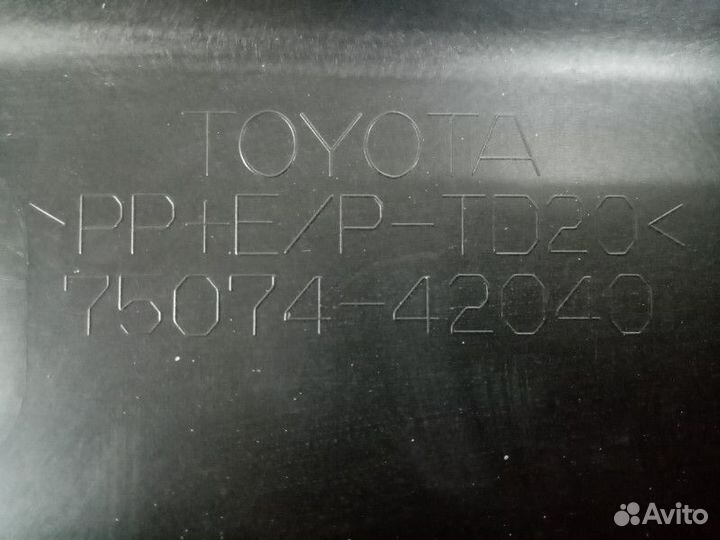 TOYOTA
>PP+E/P-TD20<
75074-42040
Avito